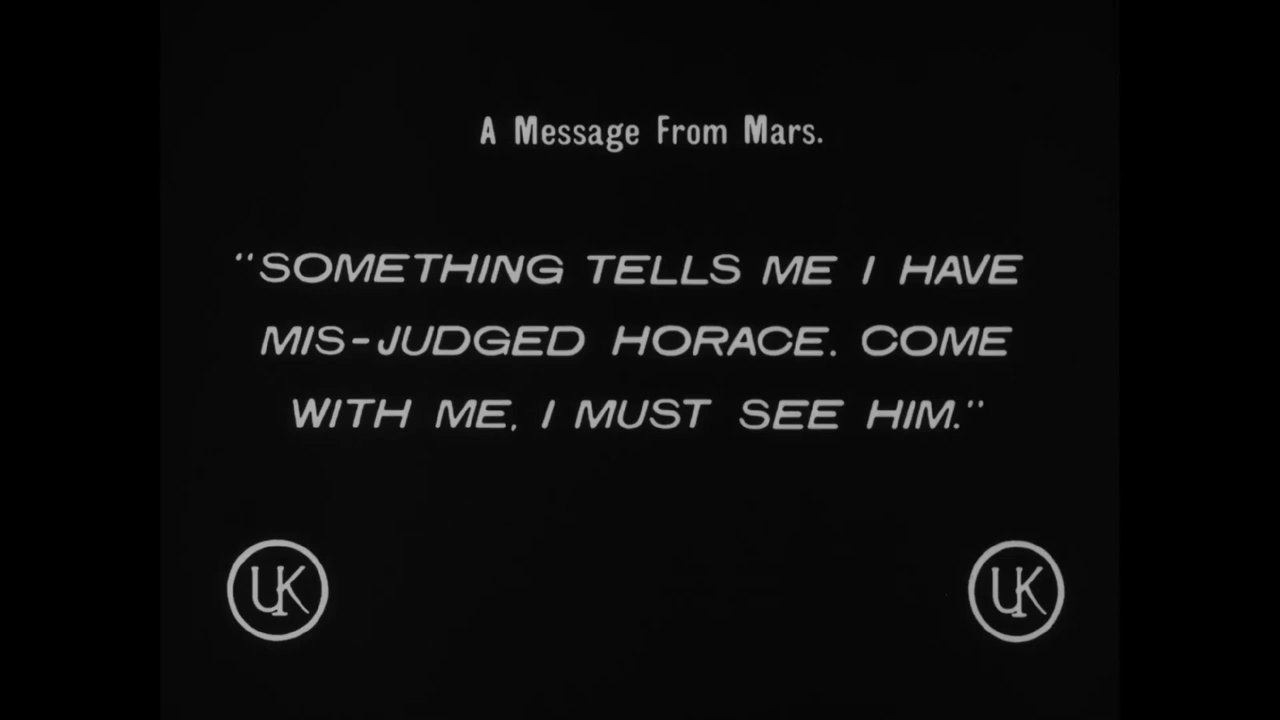 A Message From Mars.
"SOMETHING TELLS ME I HAVE
MIS-JUDGED HORACE. COME
WITH ME, I MUST SEE HIM."
UK UK